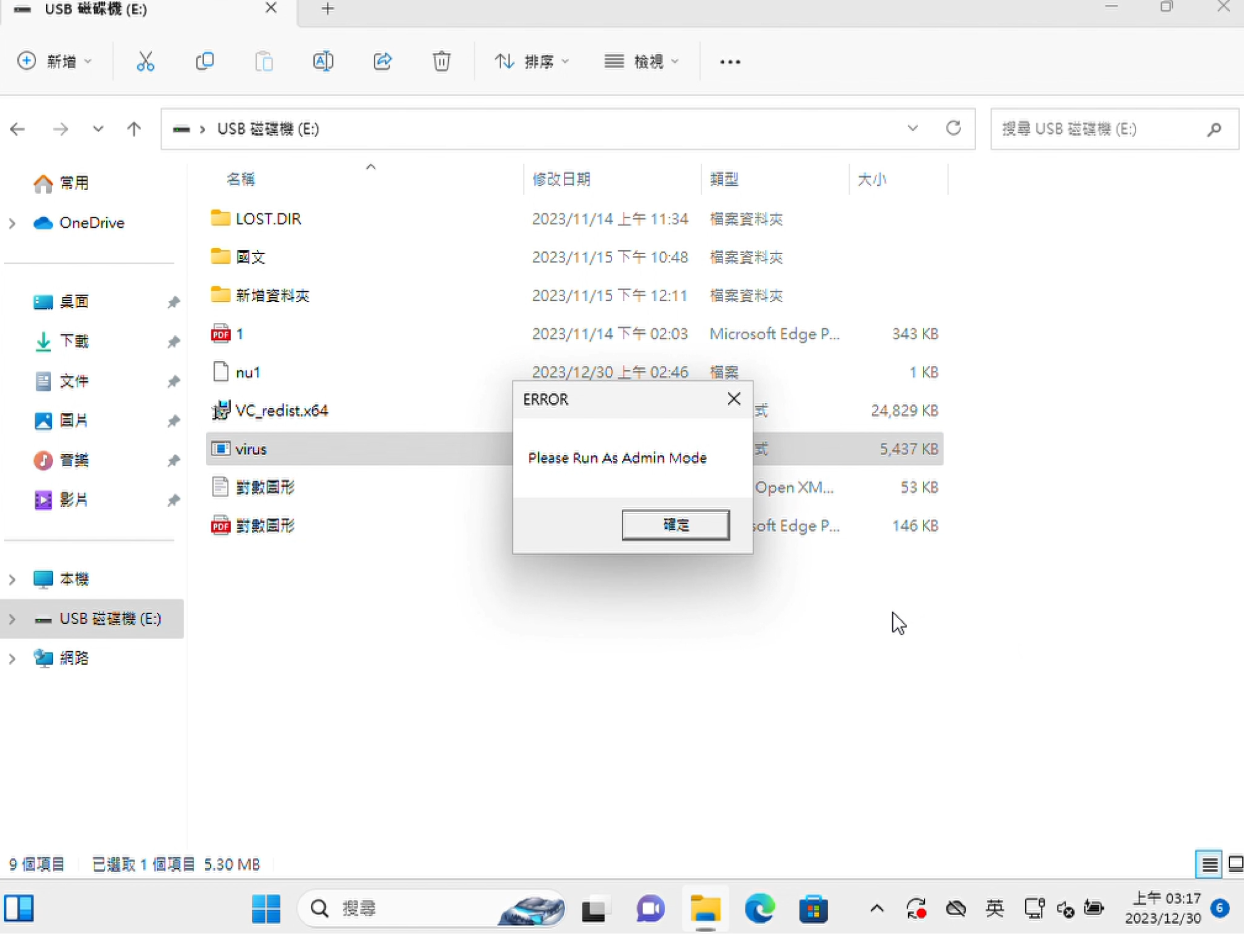 USB 磁碟機 (E:)
新增
排序
檢視
USB 磁碟機 (E:)
搜尋 USB 磁碟機 (E:)
名稱 修改日期 類型 大小
常用
OneDrive
桌面
下載
文件
圖片
音樂
影片
本機
USB 磁碟機 (E:)
網路
LOST.DIR 2023/11/14 上午 11:34 檔案資料夾
國文 2023/11/15 下午 10:48 檔案資料夾
新增資料夾 2023/11/15 下午 12:11 檔案資料夾
PDF 1 2023/11/14 下午 02:03 Microsoft Edge P... 343 KB
nu1 2023/12/30 上午 02:46 檔案 1 KB
VC_redist.x64 式 24,829 KB
virus 式 5,437 KB
對數圖形 Open XM... 53 KB
PDF 對數圖形 soft Edge P... 146 KB
ERROR
Please Run As Admin Mode
確定
9 個項目 已選取 1 個項目 5.30 MB
搜尋
英
上午 03:17
2023/12/30
6